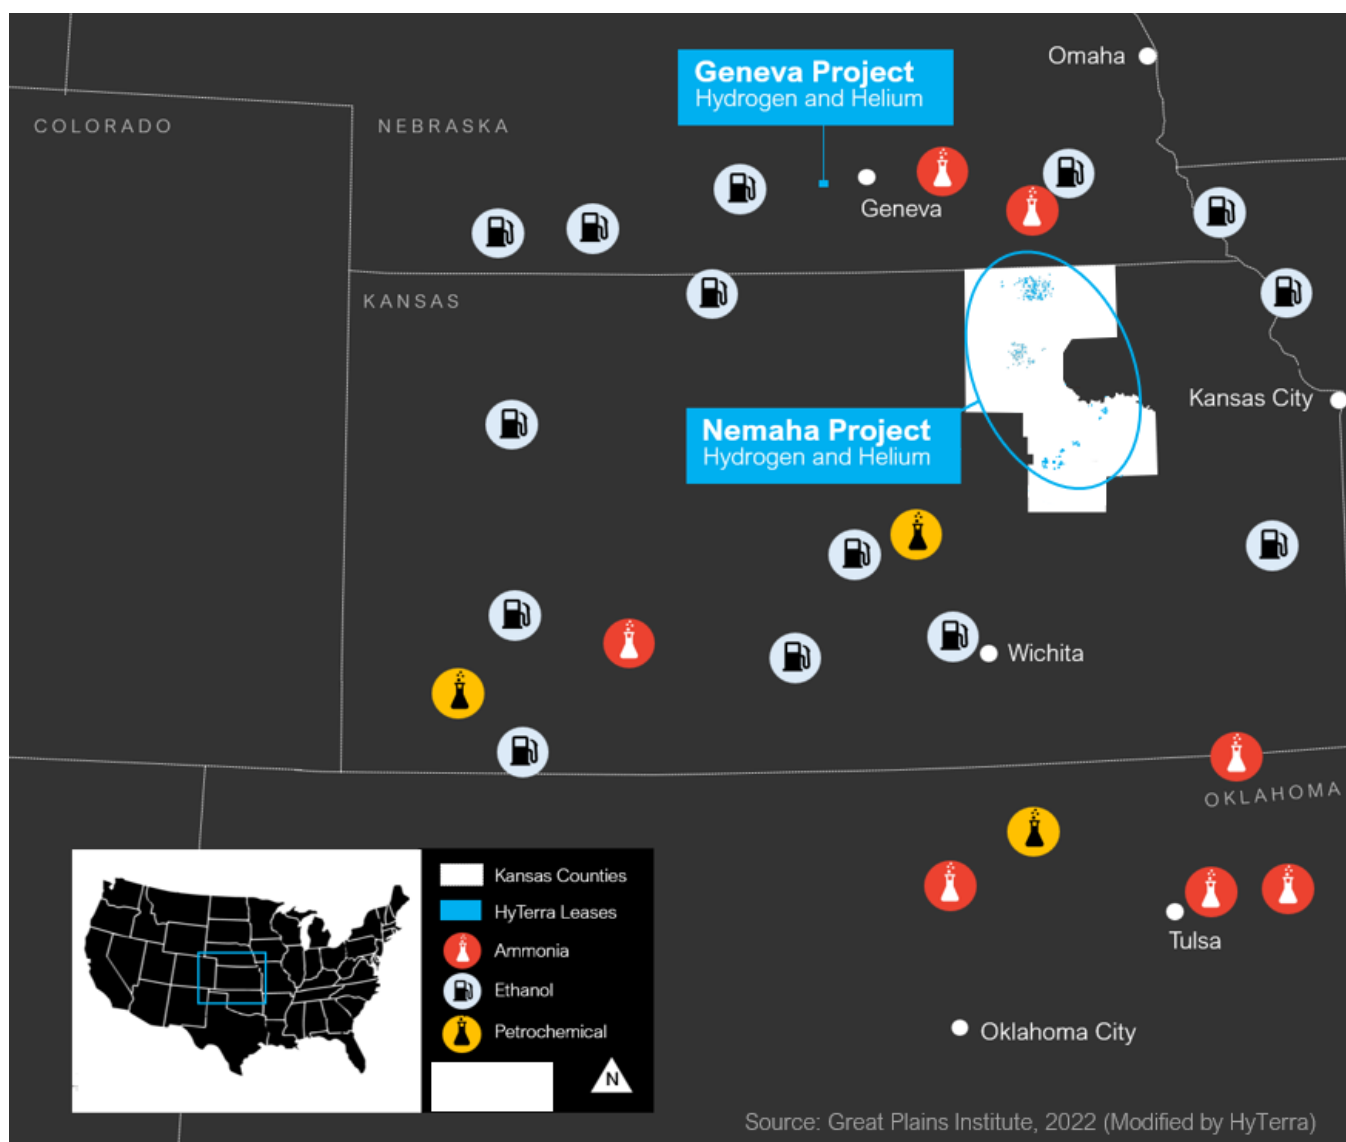 Omaha
Geneva Project
Hydrogen and Helium
COLORADO
NEBRASKA
Geneva
KANSAS
Kansas City
Nemaha Project
Hydrogen and Helium
Wichita
OKLAHOMA
Kansas Counties
HyTerra Leases
Ammonia
Ethanol
Petrochemical
N
Tulsa
Oklahoma City
Source: Great Plains Institute, 2022 (Modified by HyTerra)